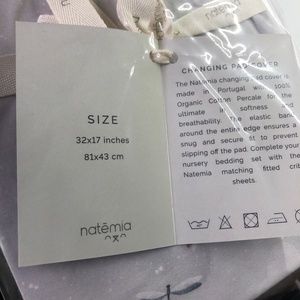 natemia
SIZE
32x17 inches
81x43 cm
natēmia
CHANGING PAD COVER
The Natemia changing pad cover is
made in Portugal with 100%
Organic Cotton Percale for the
ultimate in softness and
breathability. The elastic band
around the entire edge ensures a
snug and secure fit to prevent
slipping off the pad. Complete your
nursery bedding set with the
Natemia matching fitted crib
sheets.